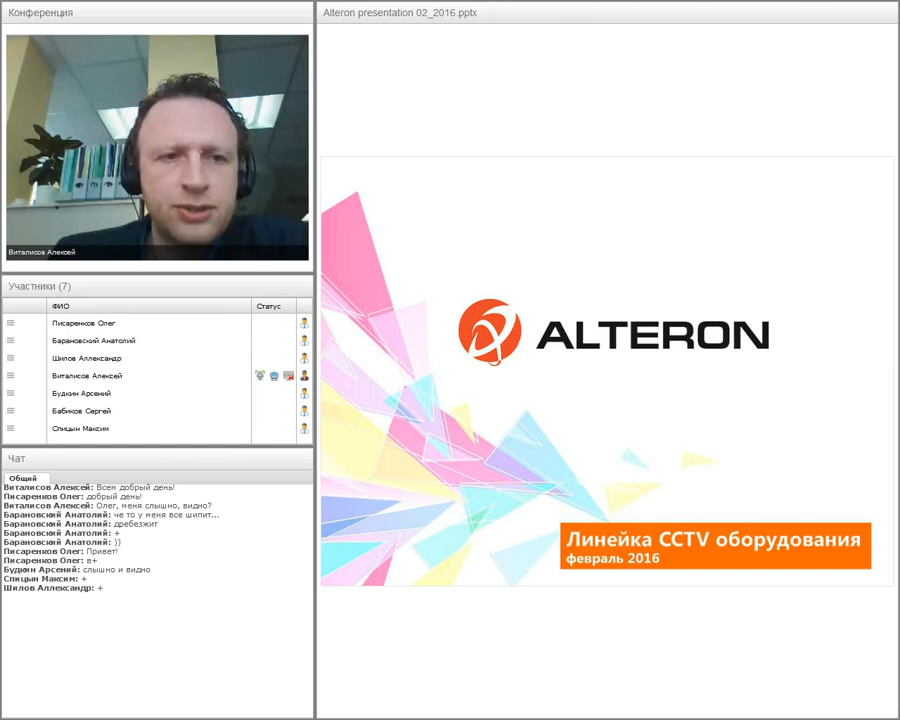 Конференция
Виталисов Алексей
Участники (7)
ФИО Статус
Писаренков Олег
Барановский Анатолий
Шилов Аллександр
Виталисов Алексей
Будкин Арсений
Бабиков Сергей
Спицын Максим
Чат
Общий
Виталисов Алексей: Всем добрый день!
Писаренков Олег: добрый день!
Виталисов Алексей: Олег, меня слышно, видно?
Барановский Анатолий: че то у меня все шипит...
Барановский Анатолий: дребезжит
Барановский Анатолий: +
Барановский Анатолий: ))
Писаренков Олег: Привет!
Писаренков Олег: в+
Будкин Арсений: слышно и видно
Спицын Максим: +
Шилов Аллександр: +
Alteron presentation 02_2016.pptx
ALTERON
Линейка CCTV оборудования
февраль 2016